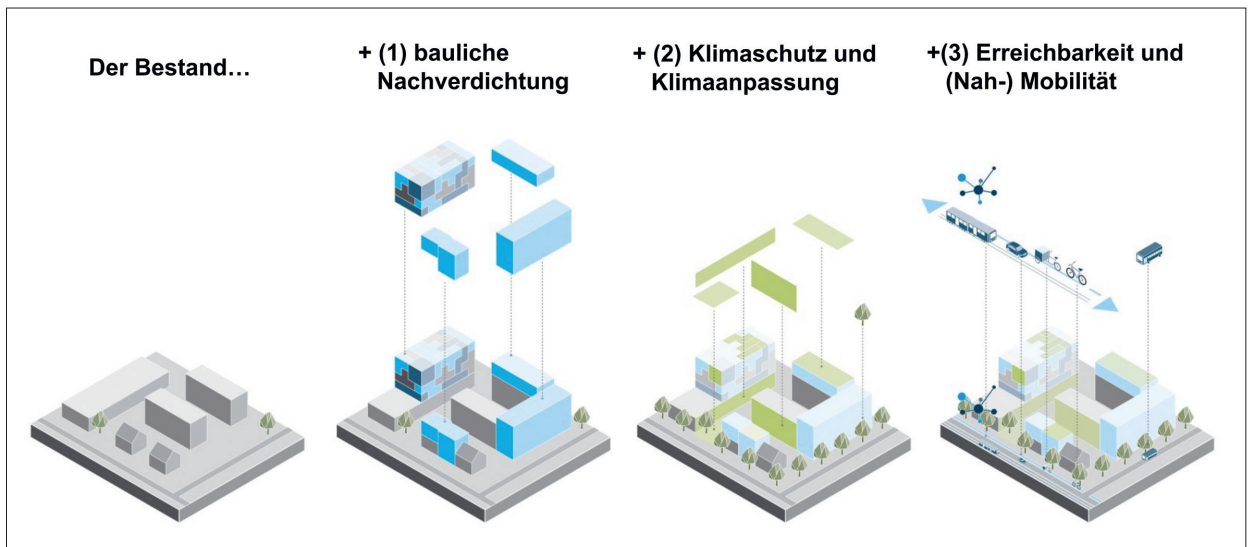 Der Bestand…
+ (1) bauliche
Nachverdichtung
+ (2) Klimaschutz und
Klimaanpassung
+(3) Erreichbarkeit und
(Nah-) Mobilität